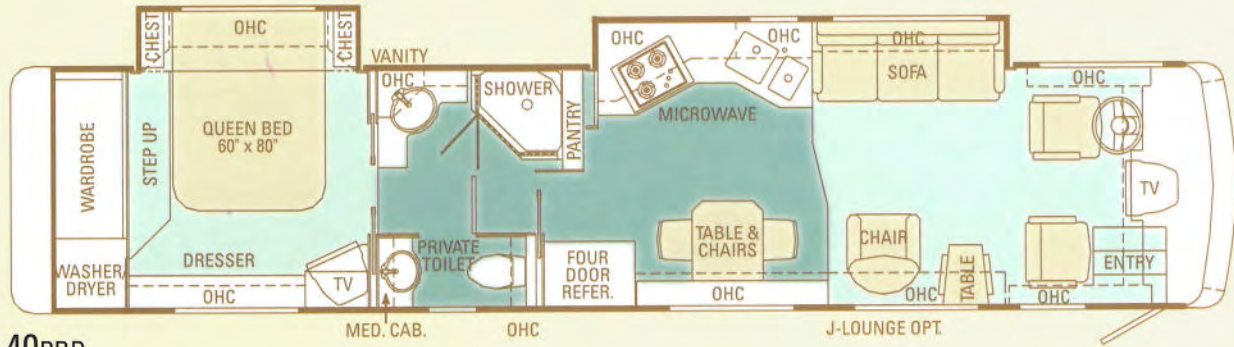 CHEST
OHC
CHEST
VANITY
OHC
SHOWER
PANTRY
OHC
OHC
MICROWAVE
OHC
SOFA
OHC
WARDROBE
STEP UP
QUEEN BED
60" x 80"
TV
TABLE &
CHAIRS
CHAIR
TABLE
ENTRY
WASHER/
DRYER
DRESSER
OHC
TV
PRIVATE
TOILET
FOUR
DOOR
REFER.
OHC
OHC
OHC
MED. CAB.
OHC
J-LOUNGE OPT.